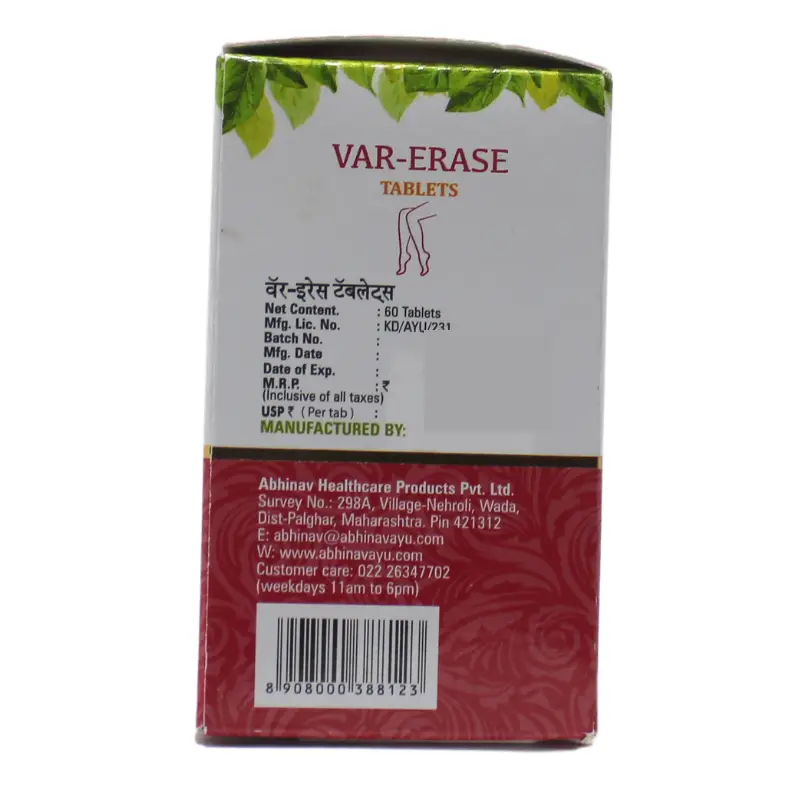 VAR-ERASE
TABLETS
वॅर-इरेस टॅबलेट्स
Net Content. : 60 Tablets
Mfg. Lic. No. : KD/AYU/231
Batch No. :
Mfg. Date :
Date of Exp. :
M.R.P. : ₹
(Inclusive of all taxes)
USP ₹ (Per tab) :
MANUFACTURED BY:
Abhinav Healthcare Products Pvt. Ltd.
Survey No.: 298A, Village-Nehroli, Wada,
Dist-Palghar, Maharashtra. Pin 421312
E: abhinav@abhinavayu.com
W: www.abhinavayu.com
Customer care: 022 26347702
(weekdays 11am to 6pm)
8 908000 388123